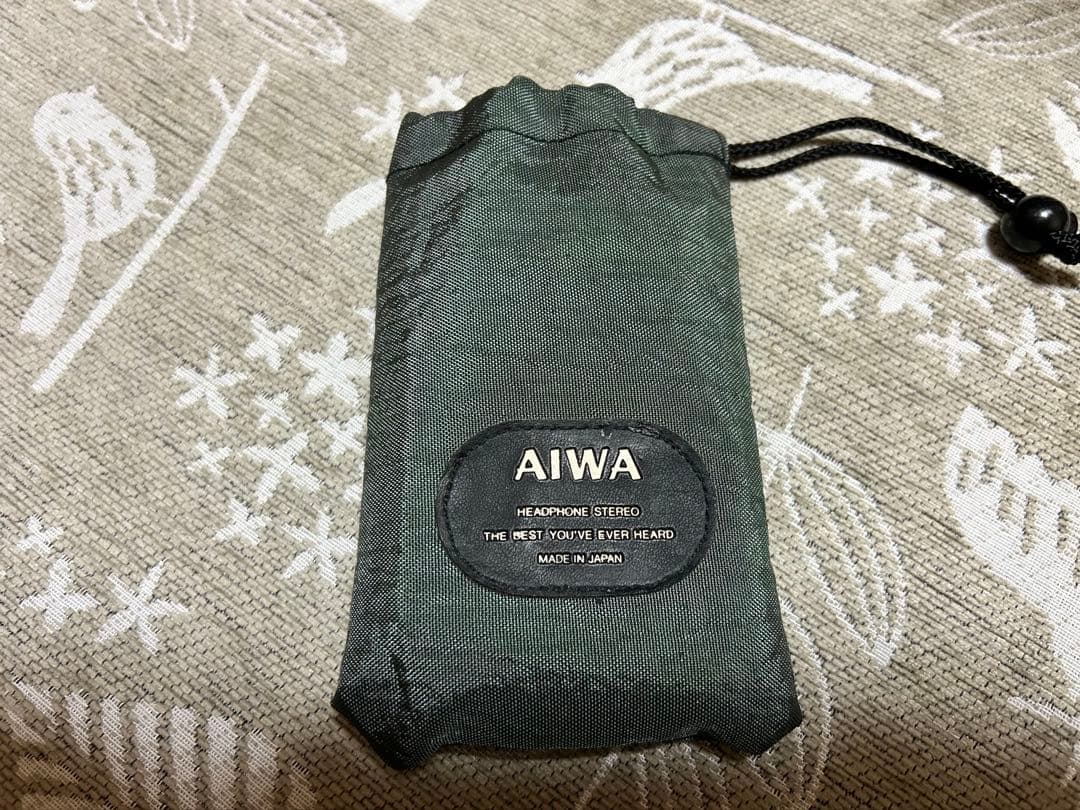 AIWA
HEADPHONE STEREO
THE BEST YOU'VE EVER HEARD
MADE IN JAPAN